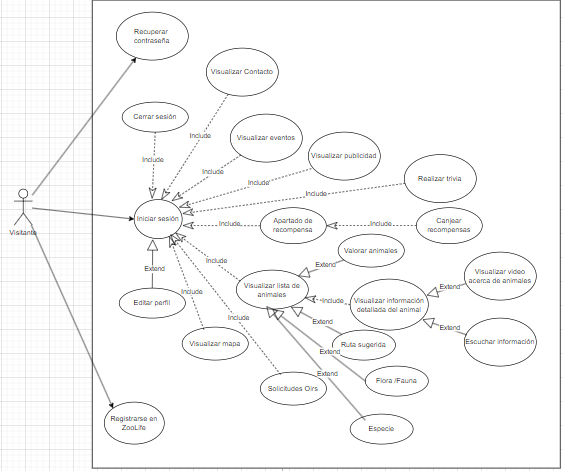 Recuperar
contraseña
Visualizar Contacto
Cerrar sesión
Include
Visualizar eventos
Include
Visualizar publicidad
Include
Include
Realizar trivia
Include
Include
Visitante
Iniciar sesión
Include
Apartado de
recompensa
Include
Canjear
recompensas
Valorar animales
Include
Extend
Extend
Visualizar video
acerca de animales
Extend
Editar perfil
Include
Visualizar lista de
animales
Include
Visualizar información
detallada del animal
Include
Extend
Extend
Visualizar mapa
Ruta sugerida
Escuchar información
Extend
Extend
Solicitudes Oirs
Flora /Fauna
Registrarse en
ZooLife
Especie